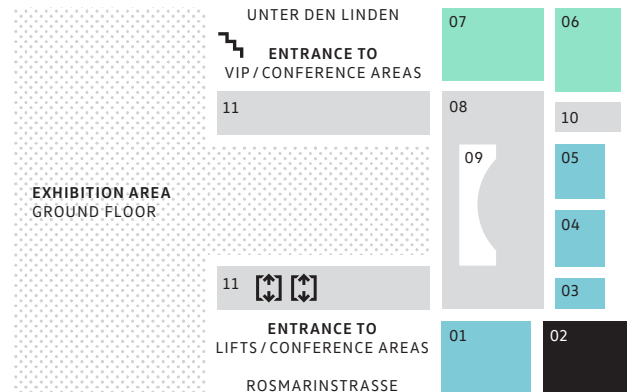 UNTER DEN LINDEN
ENTRANCE TO
VIP / CONFERENCE AREAS
11
EXHIBITION AREA
GROUND FLOOR
11
ENTRANCE TO
LIFTS / CONFERENCE AREAS
ROSMARINSTRASSE
07
06
08
10
09
05
04
03
01
02